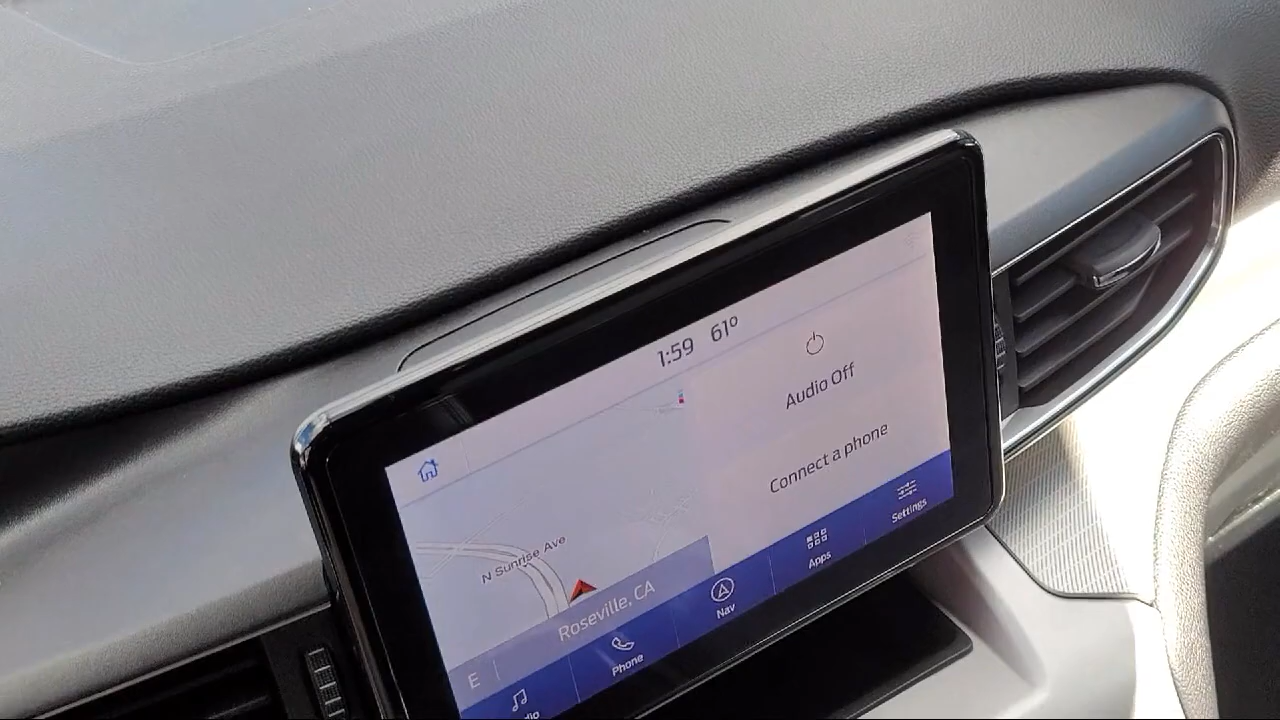 1:59 61°
Audio Off
Connect a phone
N Sunrise Ave
Roseville, CA
E
Phone
Nav
Apps
Settings